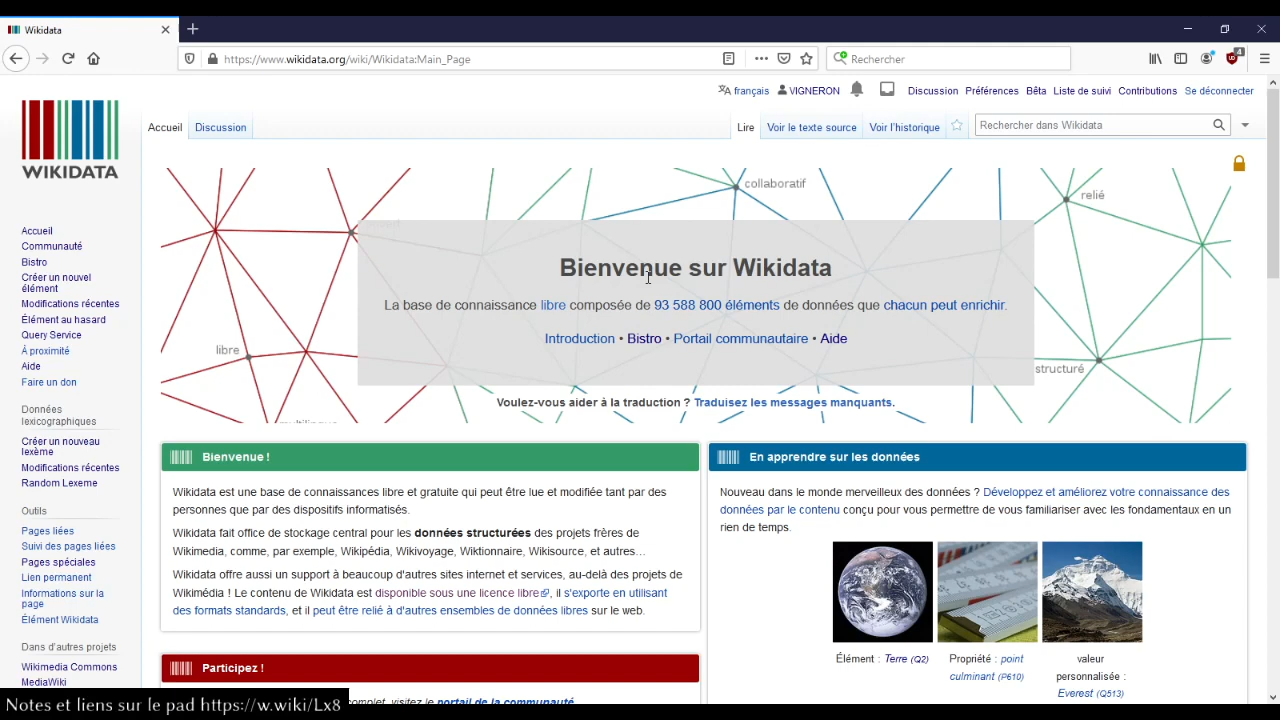 Wikidata
https://www.wikidata.org/wiki/Wikidata:Main_Page
Rechercher
4
français VIGNERON Discussion Préférences Bêta Liste de suivi Contributions Se déconnecter
Accueil Discussion Lire Voir le texte source Voir l'historique Rechercher dans Wikidata
WIKIDATA
collaboratif
relié
libre
structuré
Bienvenue sur Wikidata
La base de connaissance libre composée de 93 588 800 éléments de données que chacun peut enrichir.
Introduction • Bistro • Portail communautaire • Aide
Voulez-vous aider à la traduction ? Traduisez les messages manquants.
Accueil
Communauté
Bistro
Créer un nouvel
élément
Modifications récentes
Élément au hasard
Query Service
À proximité
Aide
Faire un don
Données
lexicographiques
Créer un nouveau
lexème
Modifications récentes
Random Lexeme
Outils
Pages liées
Suivi des pages liées
Pages spéciales
Lien permanent
Informations sur la
page
Élément Wikidata
Dans d'autres projets
Wikimedia Commons
MediaWiki
Bienvenue !
Wikidata est une base de connaissances libre et gratuite qui peut être lue et modifiée tant par des
personnes que par des dispositifs informatisés.
Wikidata fait office de stockage central pour les données structurées des projets frères de
Wikimedia, comme, par exemple, Wikipédia, Wikivoyage, Wiktionnaire, Wikisource, et autres…
Wikidata offre aussi un support à beaucoup d'autres sites internet et services, au-delà des projets de
Wikimédia ! Le contenu de Wikidata est disponible sous une licence libre, il s'exporte en utilisant
des formats standards, et il peut être relié à d'autres ensembles de données libres sur le web.
Participez !
complet, visitez le portail de la communauté
En apprendre sur les données
Nouveau dans le monde merveilleux des données ? Développez et améliorez votre connaissance des
données par le contenu conçu pour vous permettre de vous familiariser avec les fondamentaux en un
rien de temps.
Élément : Terre (Q2)
Propriété : point
culminant (P610)
valeur
personnalisée :
Everest (Q513)
Notes et liens sur le pad https://w.wiki/Lx8